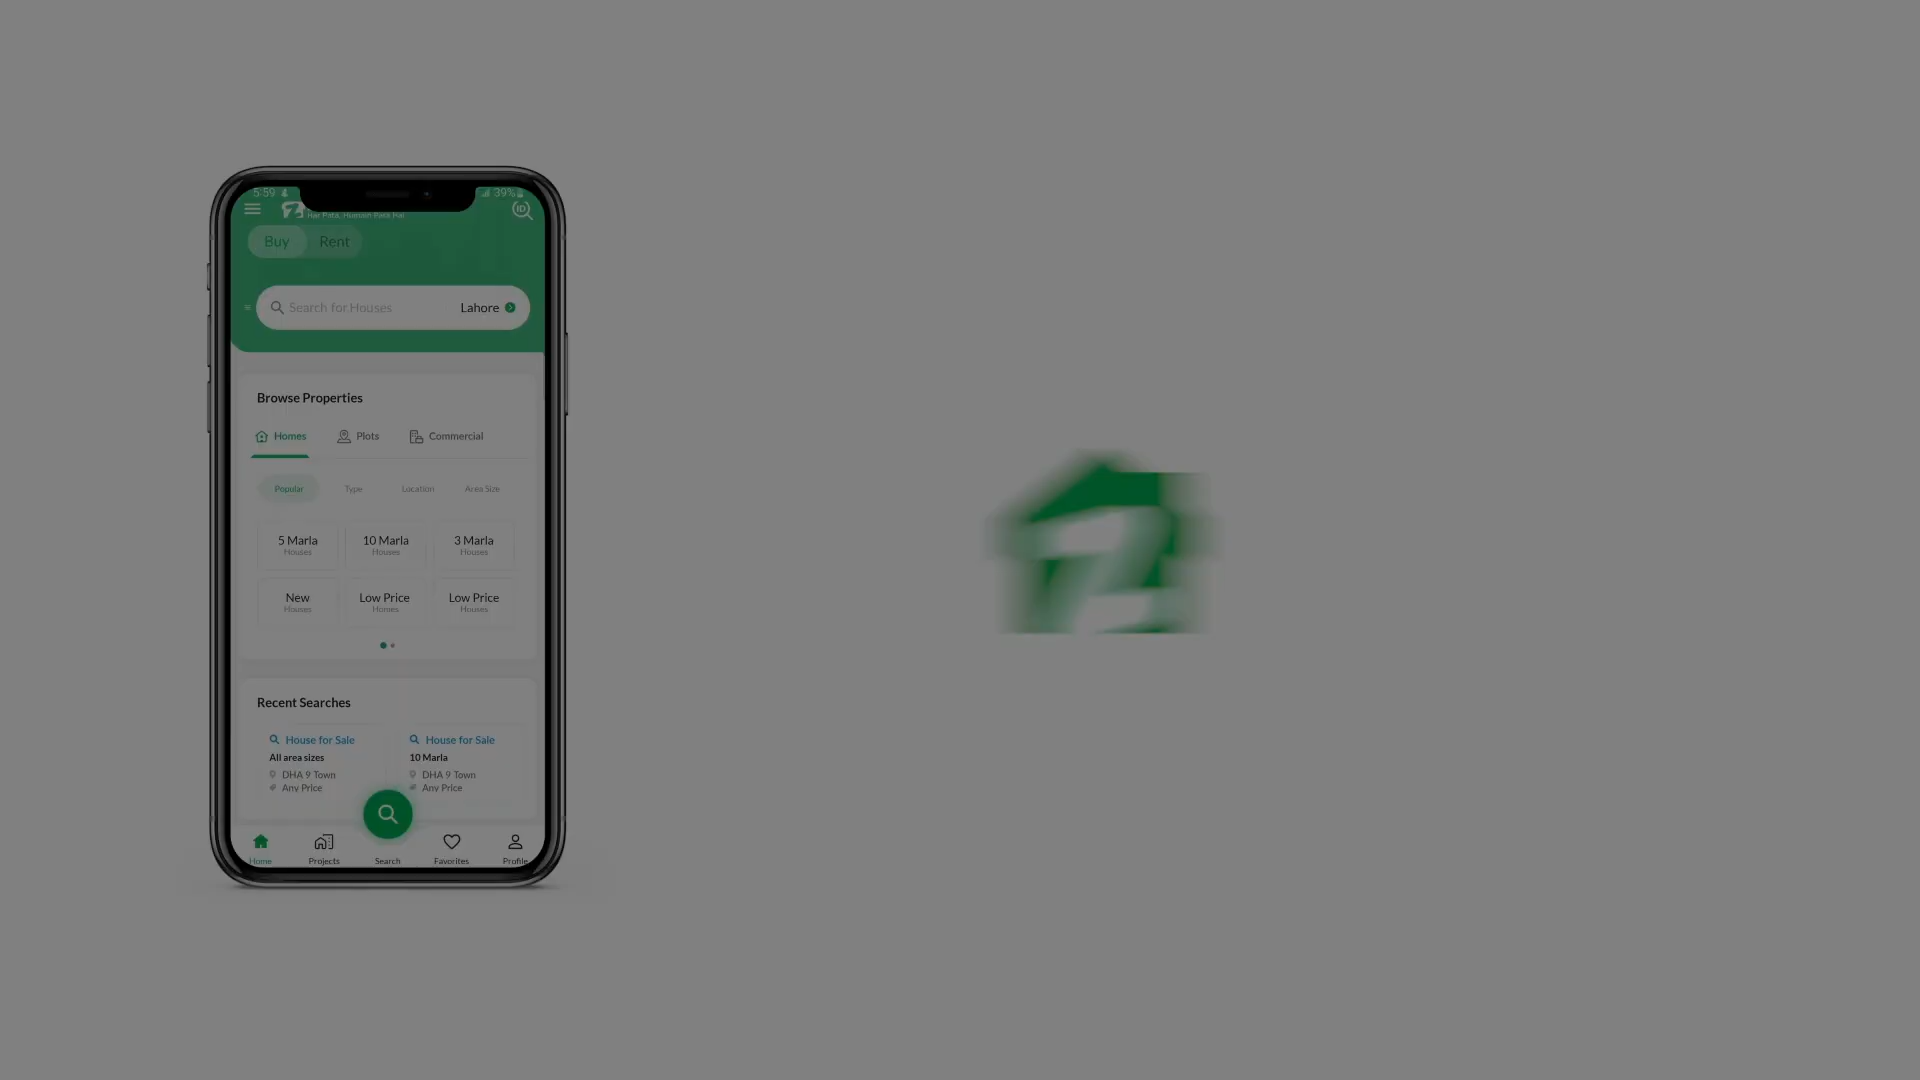 5:59 39%
Har Pata, Humain Pata Hai
Buy Rent
Search for Houses Lahore
Browse Properties
Homes Plots Commercial
Popular Type Location Area Size
5 Marla 10 Marla 3 Marla
Houses Houses Houses
New Low Price Low Price
Houses Homes Houses
Recent Searches
House for Sale House for Sale
All area sizes 10 Marla
DHA 9 Town DHA 9 Town
Any Price Any Price
Home Projects Search Favorites Profile